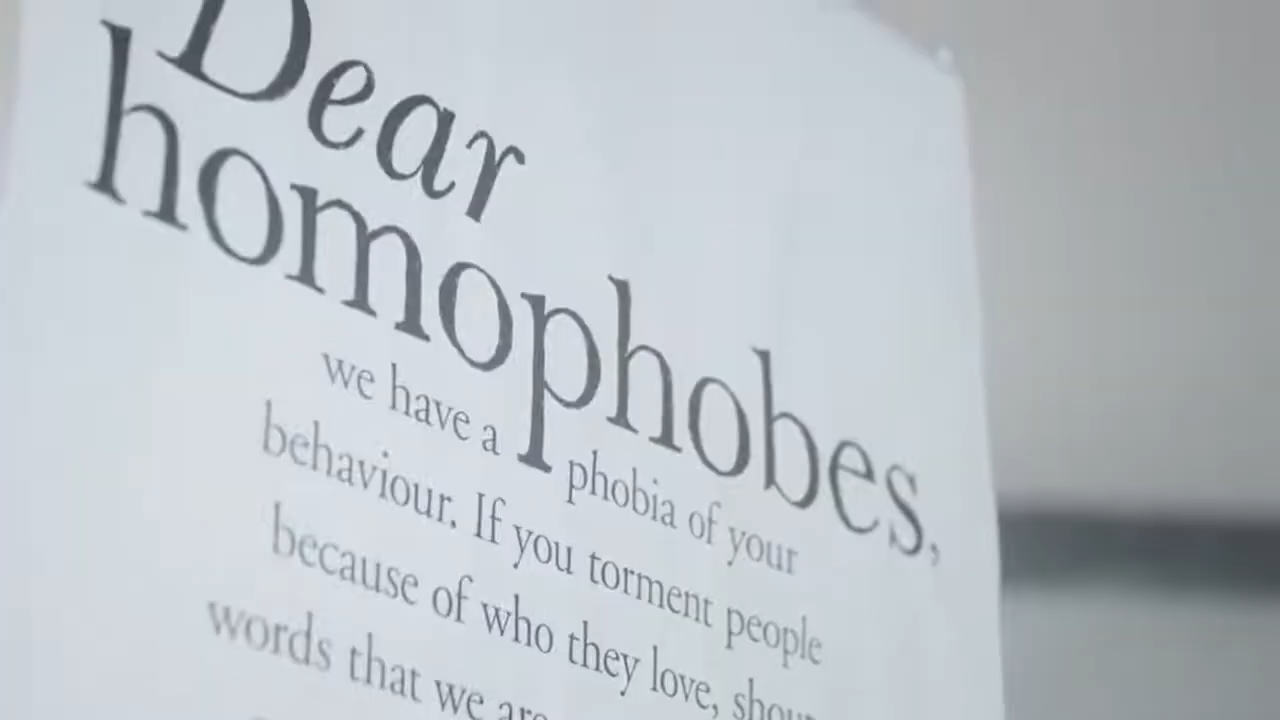 Dear
homophobes,
we have a phobia of your
behaviour. If you torment people
because of who they love,
words that we